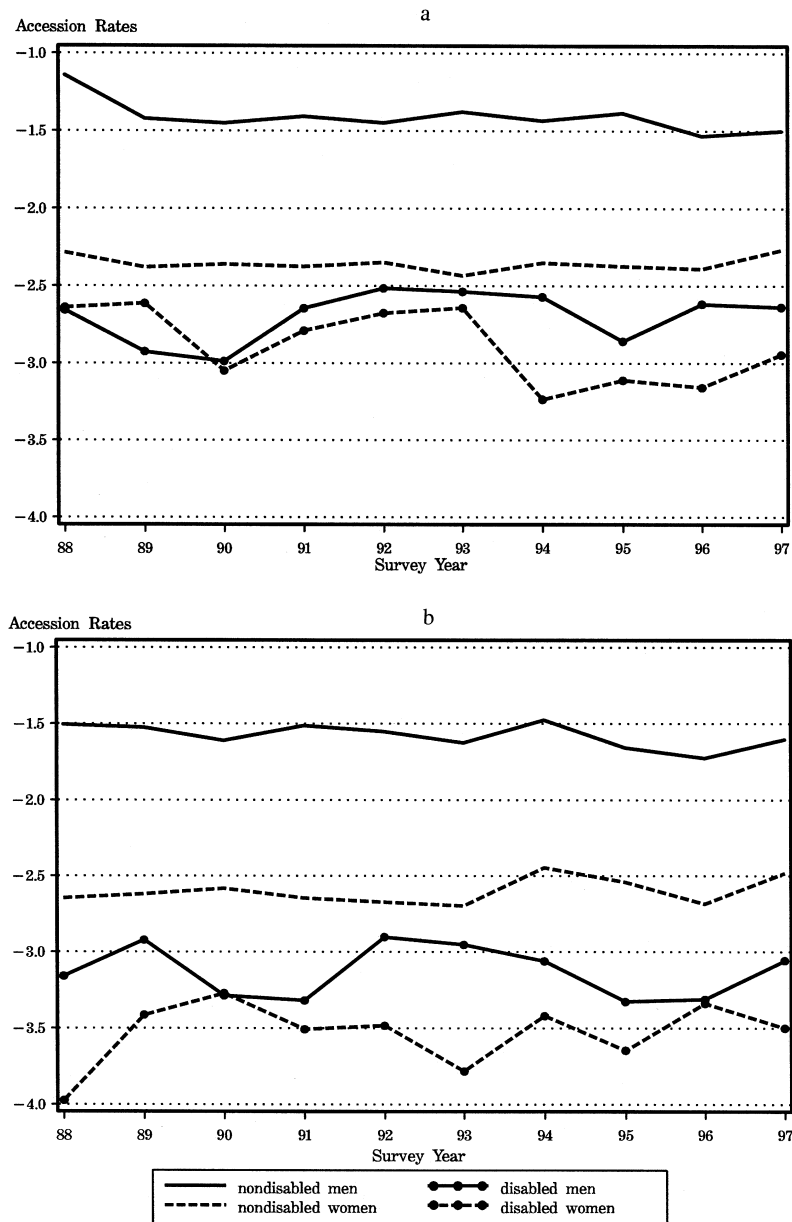 a
Accession Rates
−1.0
−1.5
−2.0
−2.5
−3.0
−3.5
−4.0
88 89 90 91 92 93 94 95 96 97
Survey Year
b
Accession Rates
−1.0
−1.5
−2.0
−2.5
−3.0
−3.5
−4.0
88 89 90 91 92 93 94 95 96 97
Survey Year
nondisabled men disabled men
nondisabled women disabled women